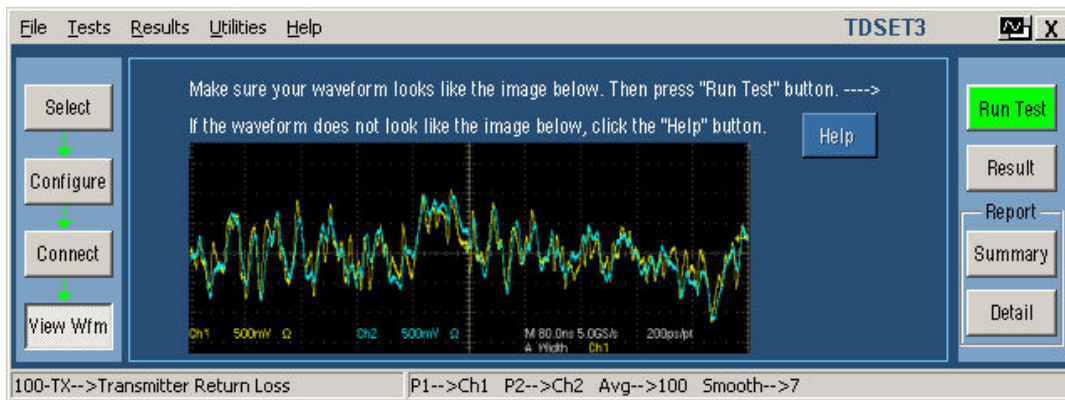 File Tests Results Utilities Help TDSET3 X
Make sure your waveform looks like the image below. Then press "Run Test" button. ---->
If the waveform does not look like the image below, click the "Help" button.
Help
Select
Configure
Connect
View Wfm
Ch1 500mV Ω Ch2 500mV Ω M 80.0ns 5.0GS/s 200ps/pt
A Width Ch1
Run Test
Result
Report
Summary
Detail
100-TX-->Transmitter Return Loss P1-->Ch1 P2-->Ch2 Avg-->100 Smooth-->7